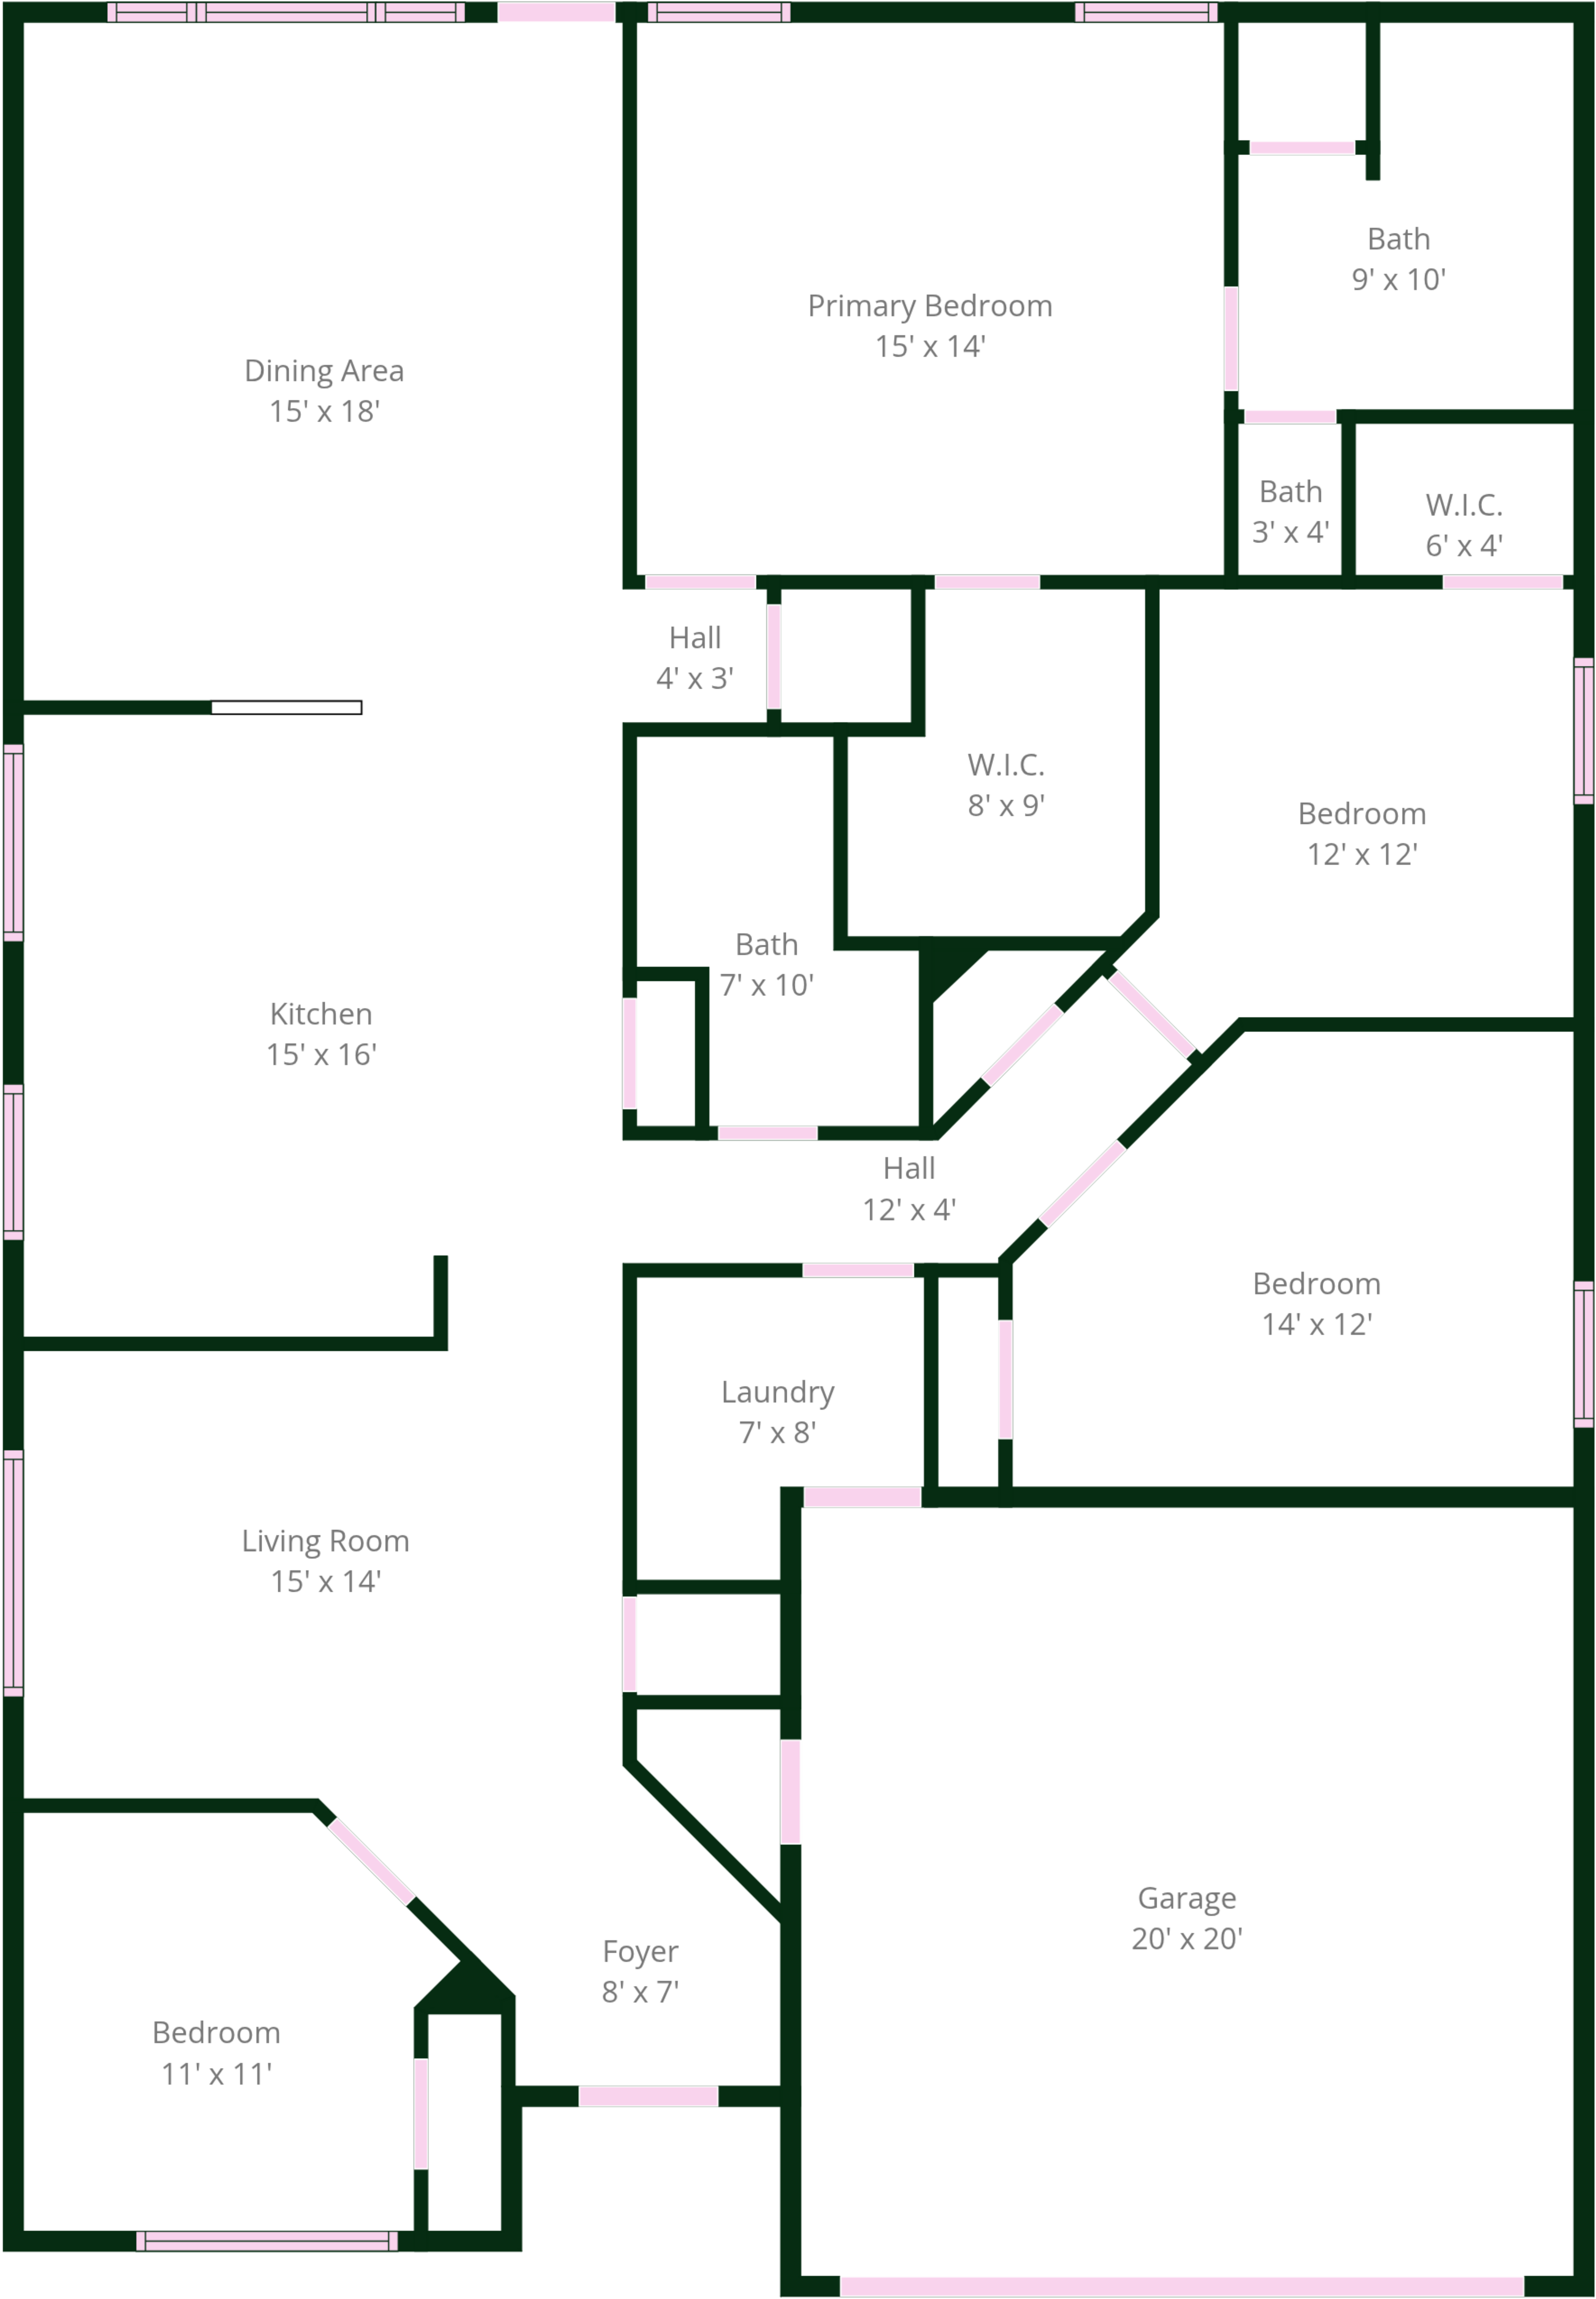 Bath
9' x 10'
Primary Bedroom
15' x 14'
Dining Area
15' x 18'
Bath
3' x 4'
W.I.C.
6' x 4'
Hall
4' x 3'
W.I.C.
8' x 9'
Bedroom
12' x 12'
Bath
7' x 10'
Kitchen
15' x 16'
Hall
12' x 4'
Bedroom
14' x 12'
Laundry
7' x 8'
Living Room
15' x 14'
Garage
20' x 20'
Foyer
8' x 7'
Bedroom
11' x 11'